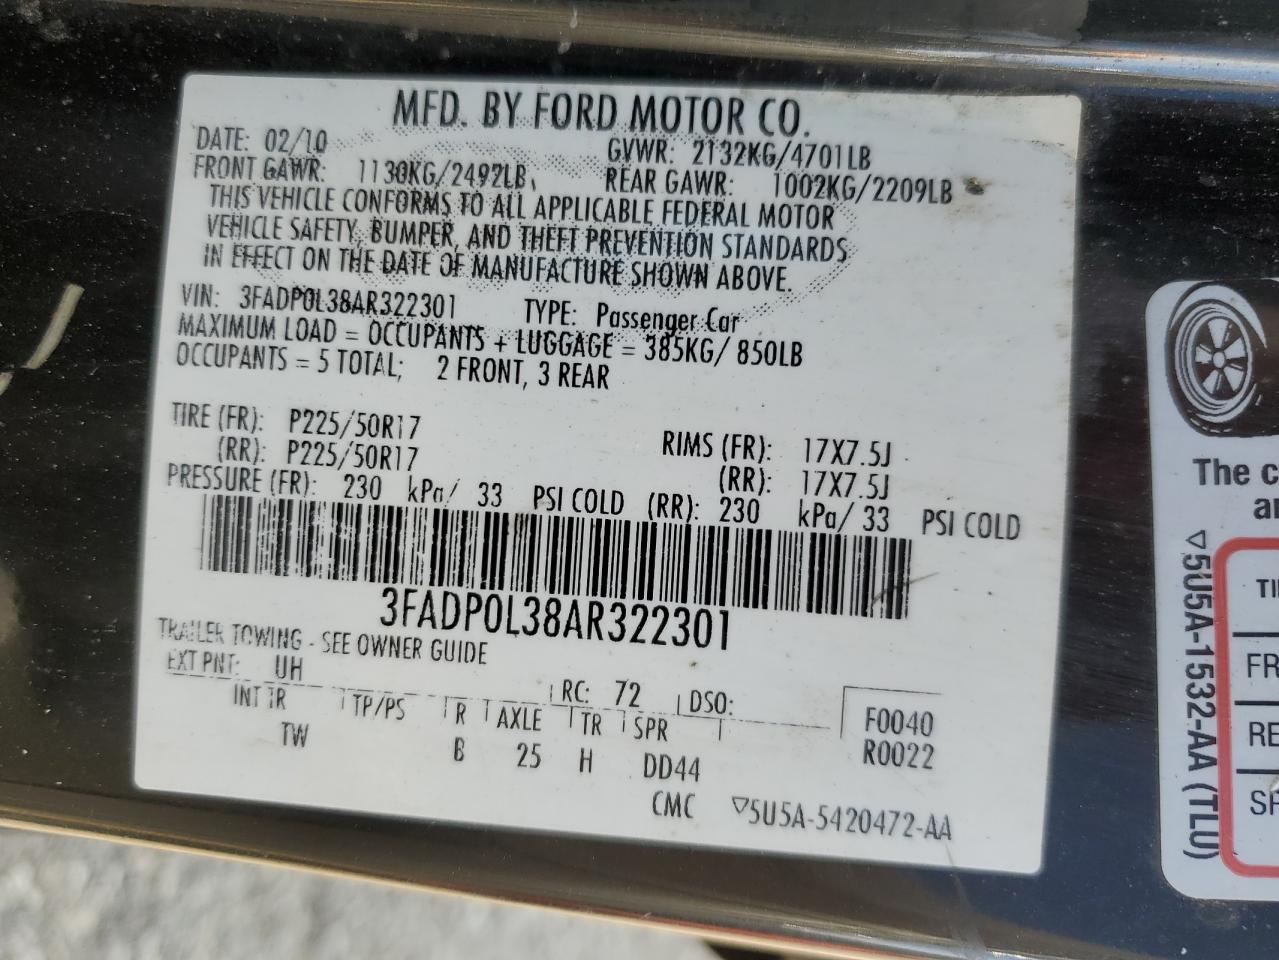 MFD. BY FORD MOTOR CO.
DATE: 02/10 GVWR: 2132KG/4701LB
FRONT GAWR: 1130KG/2492LB REAR GAWR: 1002KG/2209LB
THIS VEHICLE CONFORMS TO ALL APPLICABLE FEDERAL MOTOR
VEHICLE SAFETY, BUMPER, AND THEFT PREVENTION STANDARDS
IN EFFECT ON THE DATE OF MANUFACTURE SHOWN ABOVE.
VIN: 3FADP0L38AR322301 TYPE: Passenger Car
MAXIMUM LOAD = OCCUPANTS + LUGGAGE = 385KG/ 850LB
OCCUPANTS = 5 TOTAL; 2 FRONT, 3 REAR
TIRE (FR): P225/50R17 RIMS (FR): 17X7.5J
(RR): P225/50R17 (RR): 17X7.5J
PRESSURE (FR): 230 kPa/ 33 PSI COLD (RR): 230 kPa/ 33 PSI COLD
3FADP0L38AR322301
TRAILER TOWING - SEE OWNER GUIDE
EXT PNT: UH RC: 72 DSO:
INT TR TP/PS R AXLE TR SPR F0040
TW B 25 H DD44 R0022
CMC ▽5U5A-5420472-AA
The c
an
▽5U5A-1532-AA (TLU)
TI
FR
RE
SP